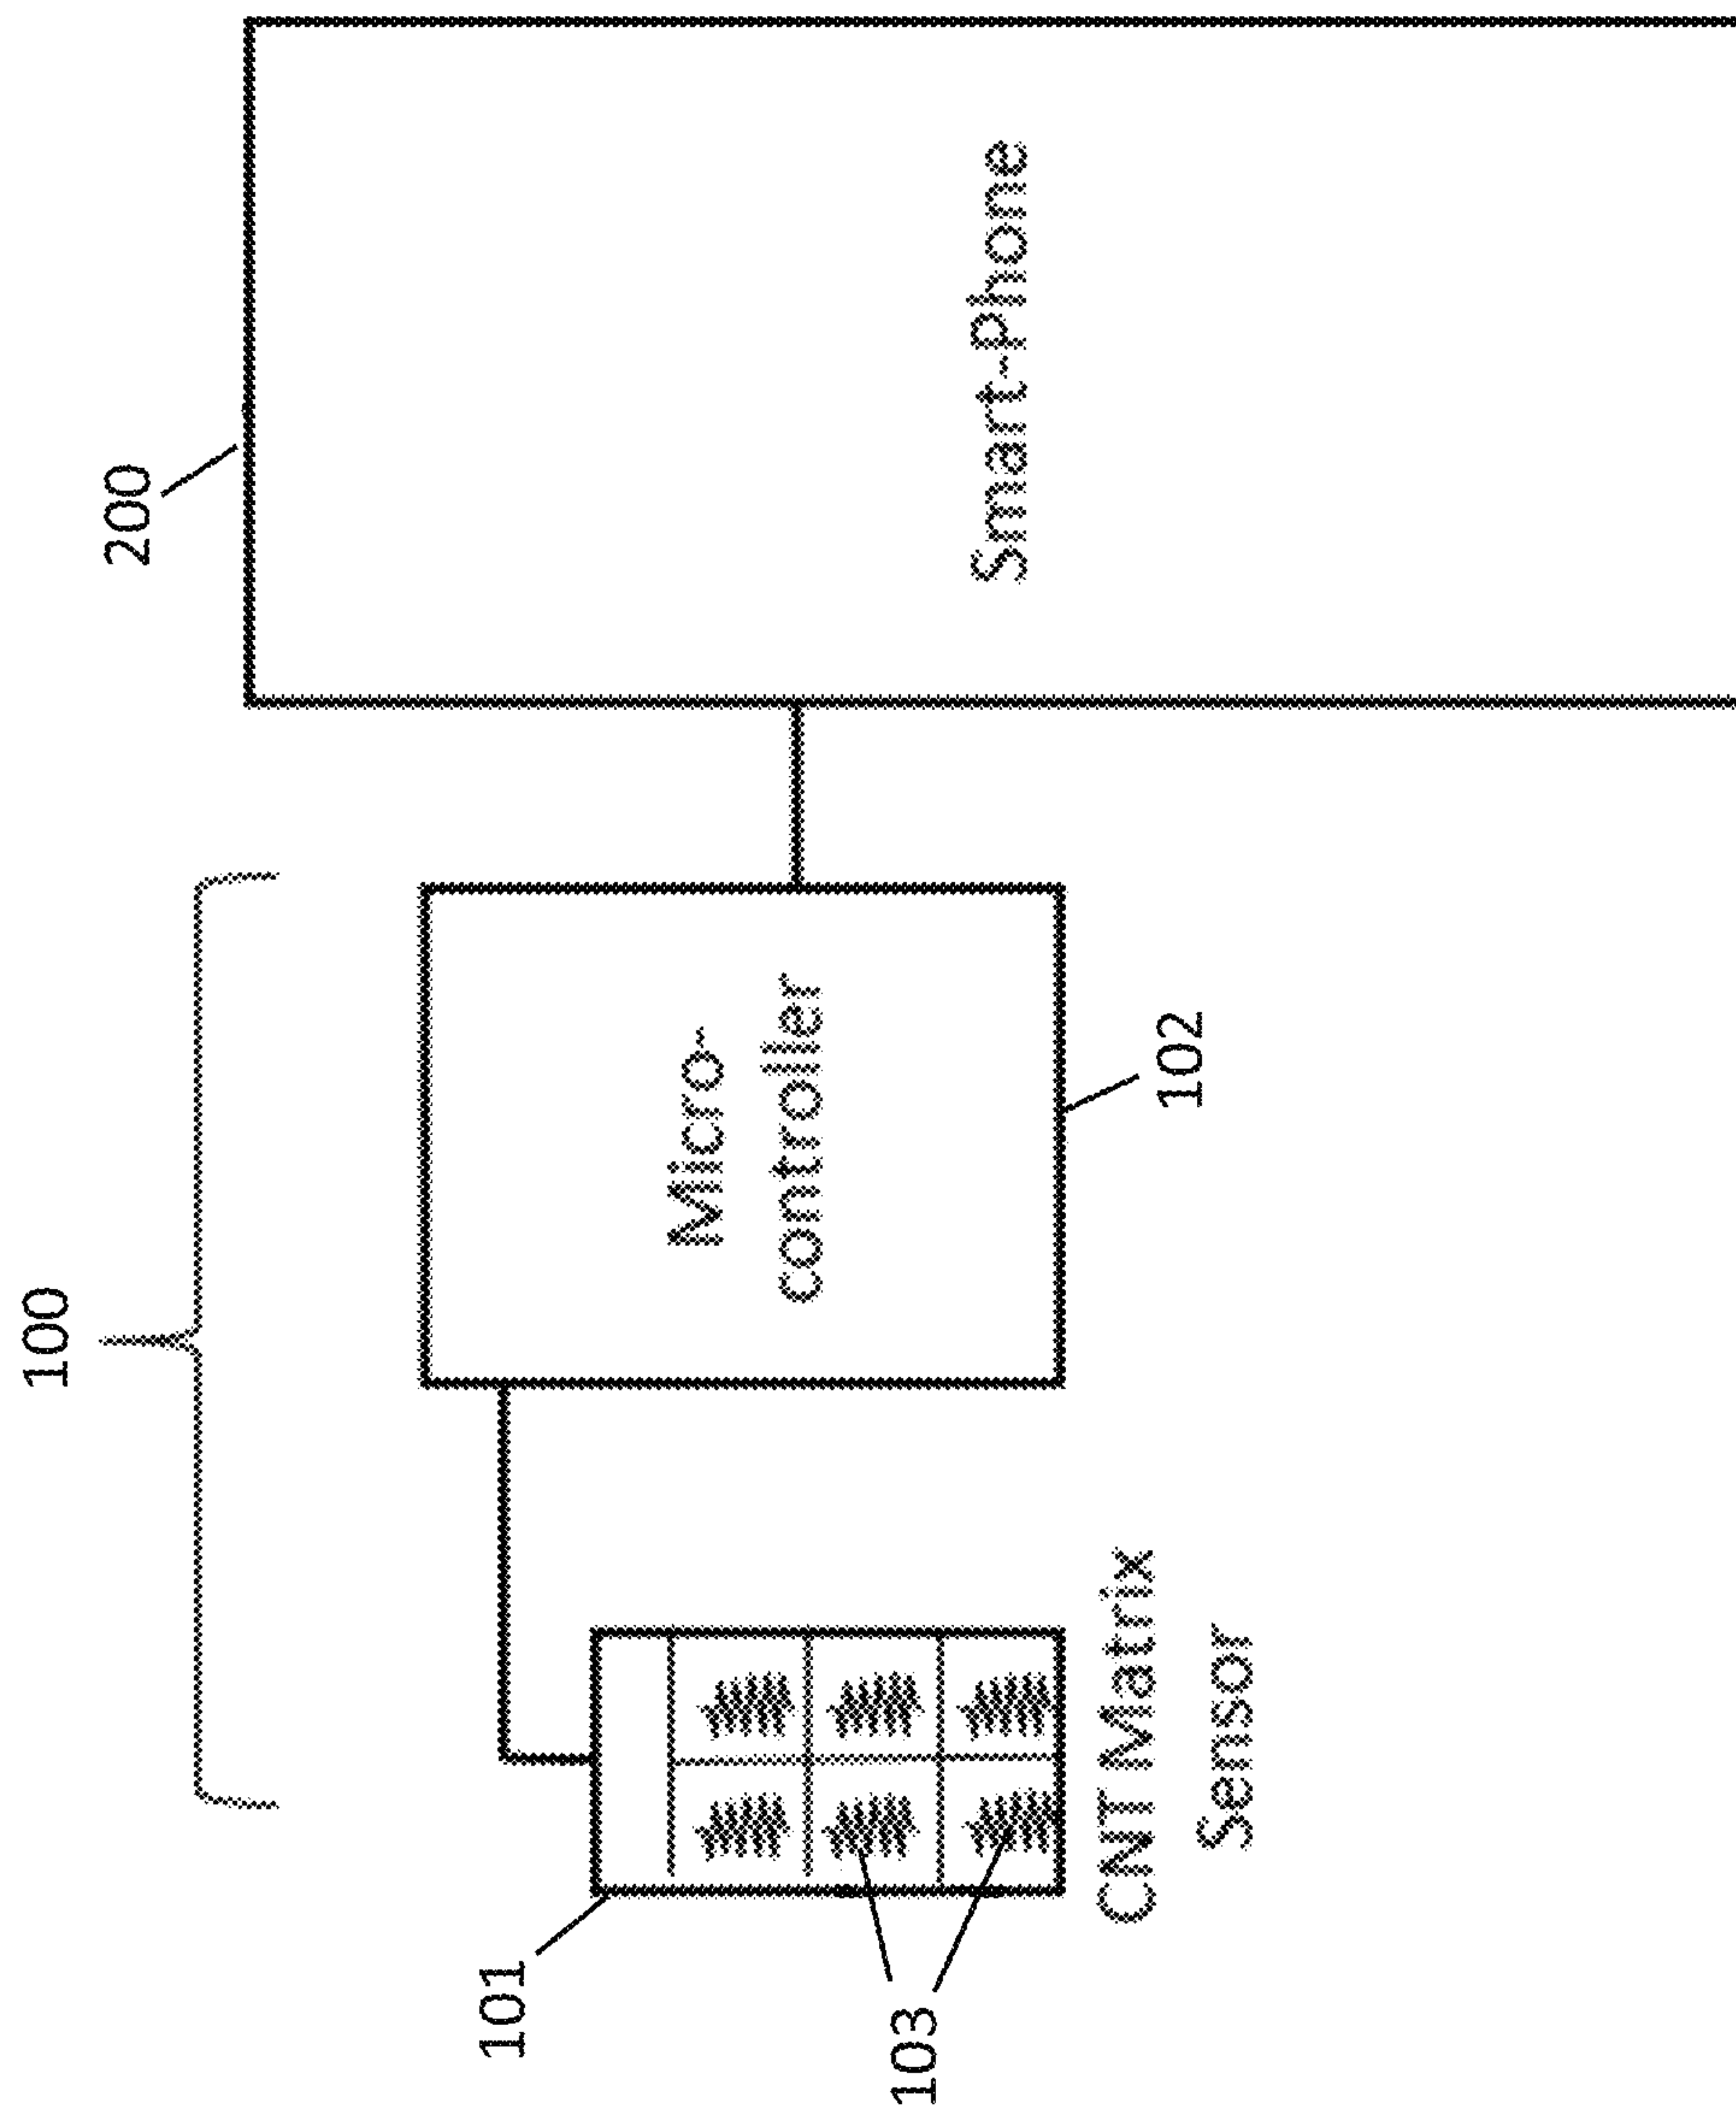 100
200
101
103
CNT Matrix
Sensor
Micro-
controller
102
Smart-phone